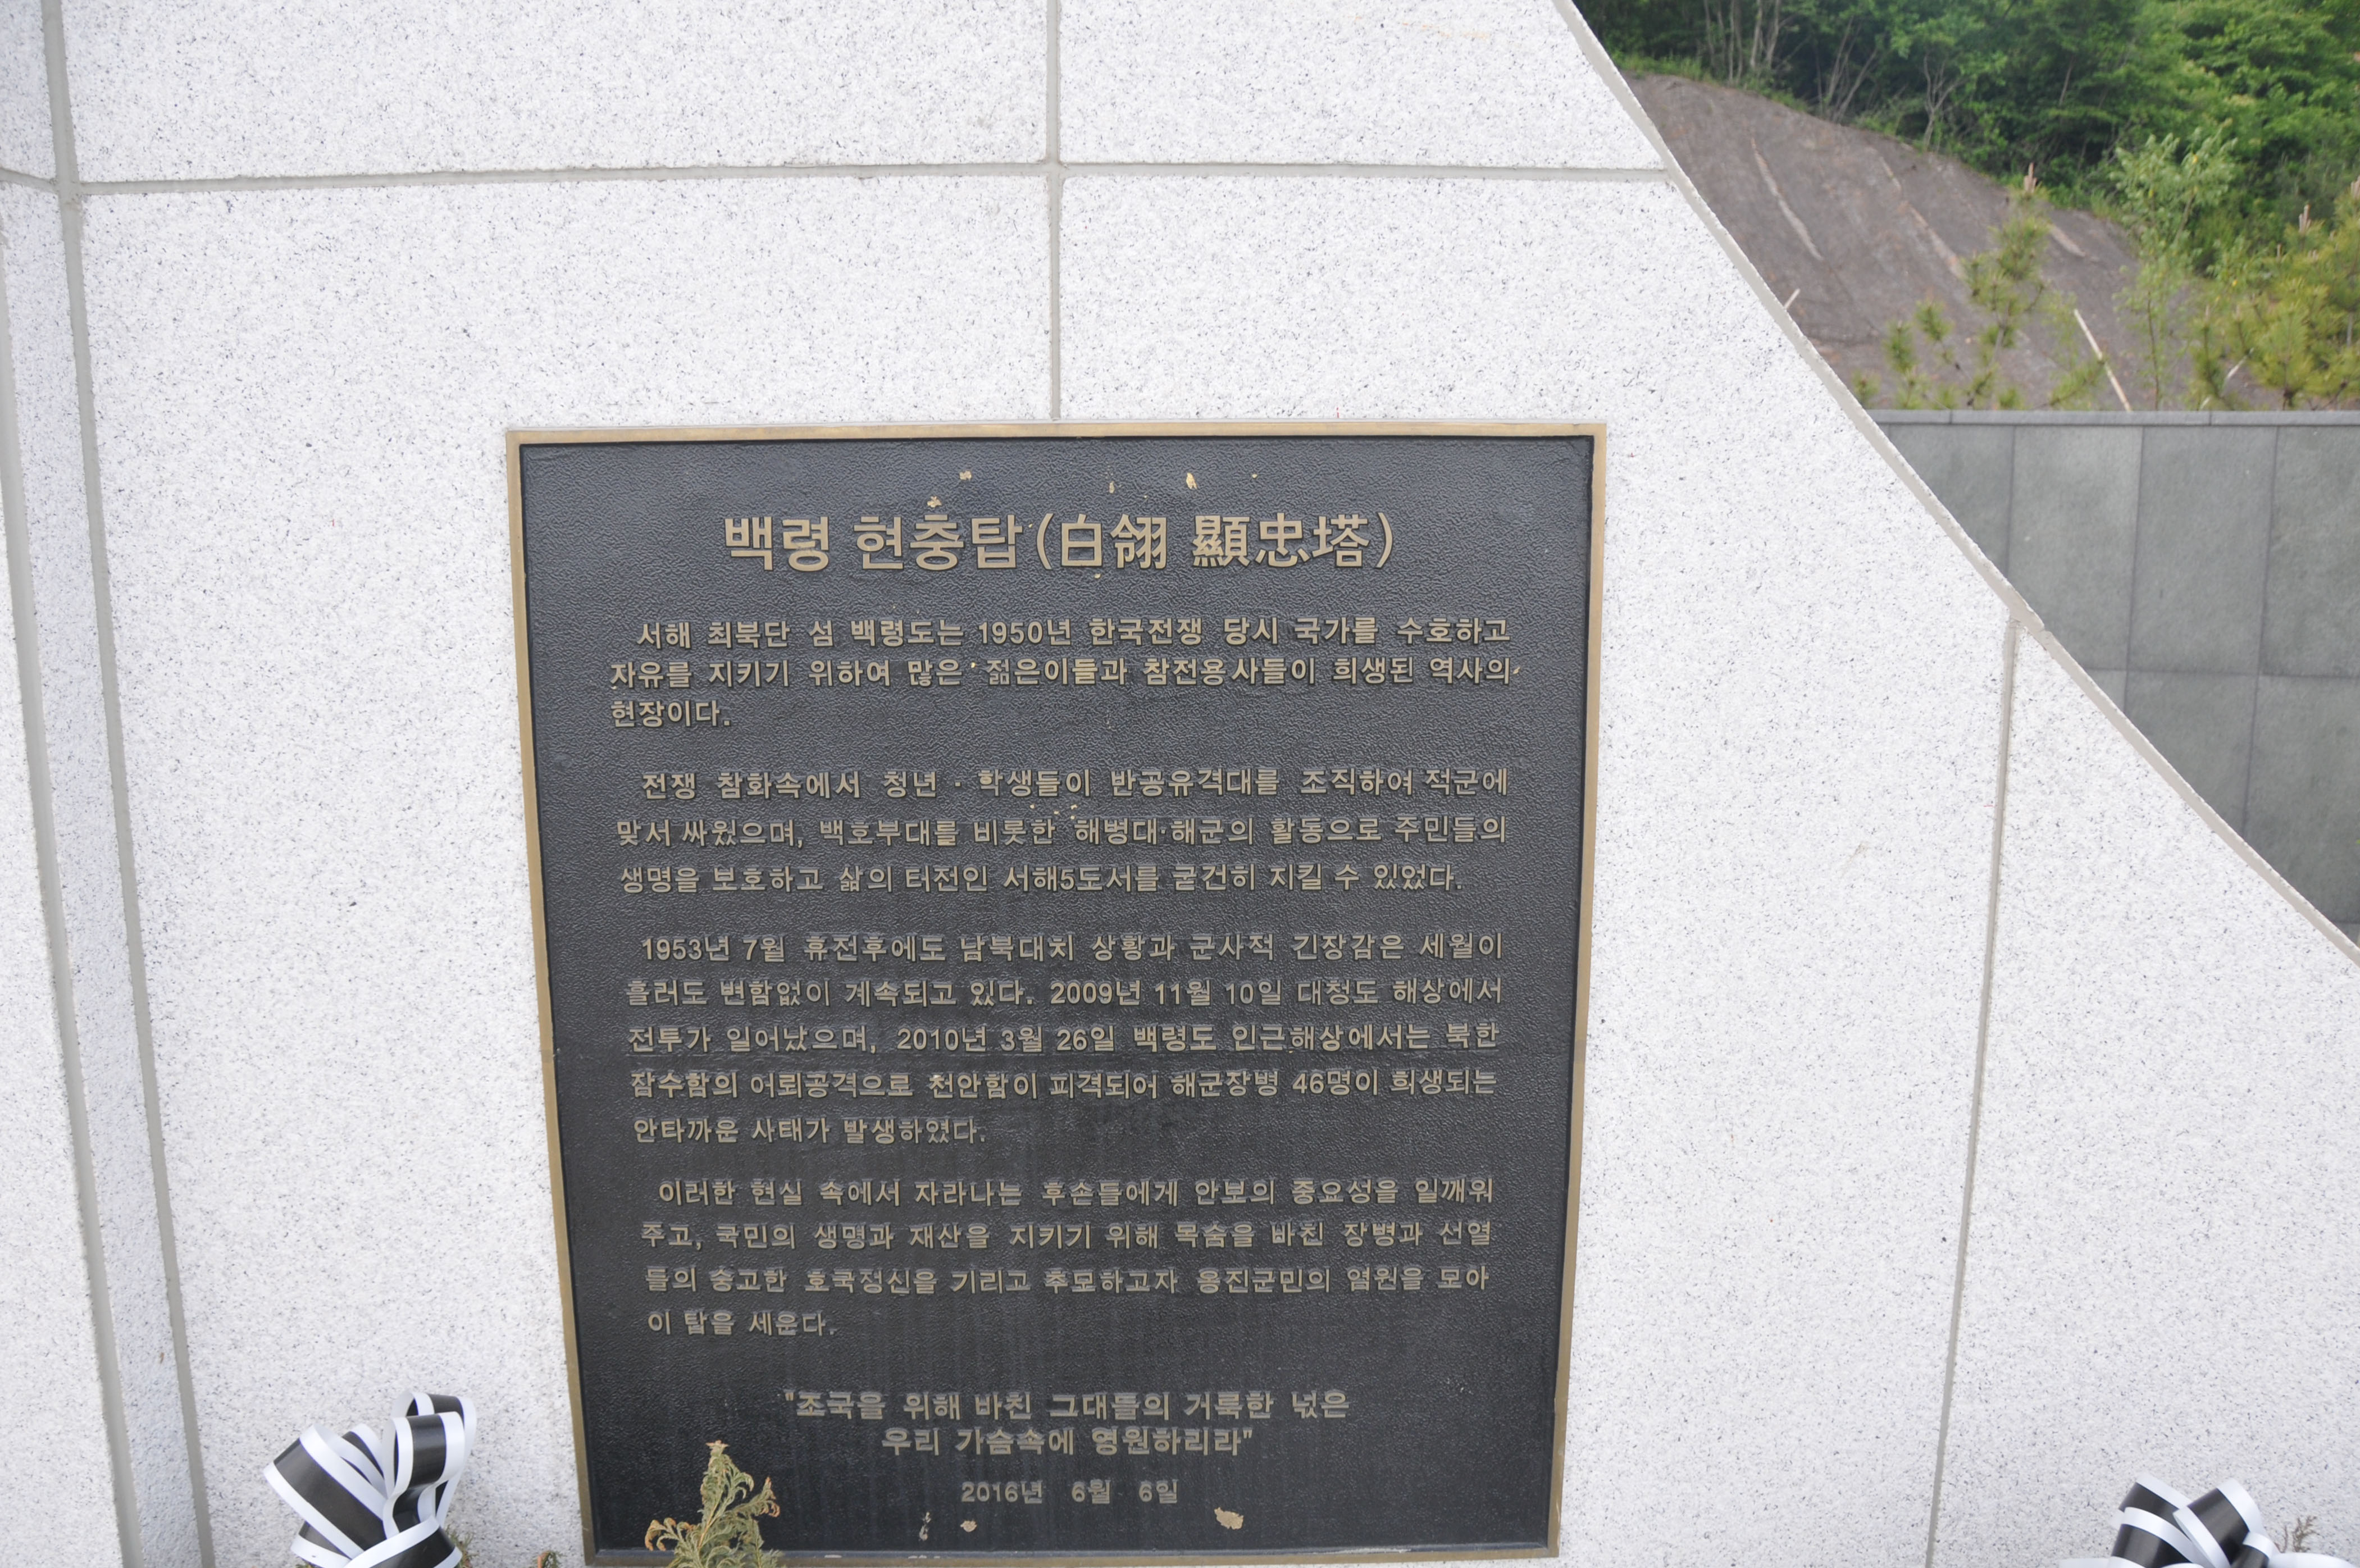 백령 현충탑(白翎 顯忠塔)
서해 최북단 섬 백령도는 1950년 한국전쟁 당시 국가를 수호하고
자유를 지키기 위하여 많은 젊은이들과 참전용사들이 희생된 역사의
현장이다.
전쟁 참화속에서 청년 · 학생들이 반공유격대를 조직하여 적군에
맞서 싸웠으며, 백호부대를 비롯한 해병대·해군의 활동으로 주민들의
생명을 보호하고 삶의 터전인 서해5도서를 굳건히 지킬 수 있었다.
1953년 7월 휴전후에도 남북대치 상황과 군사적 긴장감은 세월이
흘러도 변함없이 계속되고 있다. 2009년 11월 10일 대청도 해상에서
전투가 일어났으며, 2010년 3월 26일 백령도 인근해상에서는 북한
잠수함의 어뢰공격으로 천안함이 피격되어 해군장병 46명이 희생되는
안타까운 사태가 발생하였다.
이러한 현실 속에서 자라나는 후손들에게 안보의 중요성을 일깨워
주고, 국민의 생명과 재산을 지키기 위해 목숨을 바친 장병과 선열
들의 숭고한 호국정신을 기리고 추모하고자 옹진군민의 염원을 모아
이 탑을 세운다.
"조국을 위해 바친 그대들의 거룩한 넋은
우리 가슴속에 영원하리라"
2016년 6월 6일